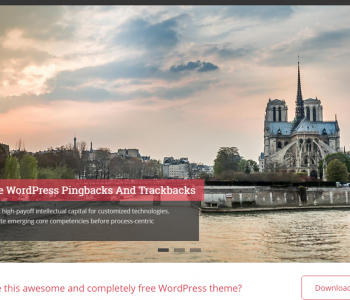 e WordPress Pingbacks And Trackbacks
high-payoff intellectual capital for customized technologies.
te emerging core competencies before process-centric
e this awesome and completely free WordPress theme?
Download